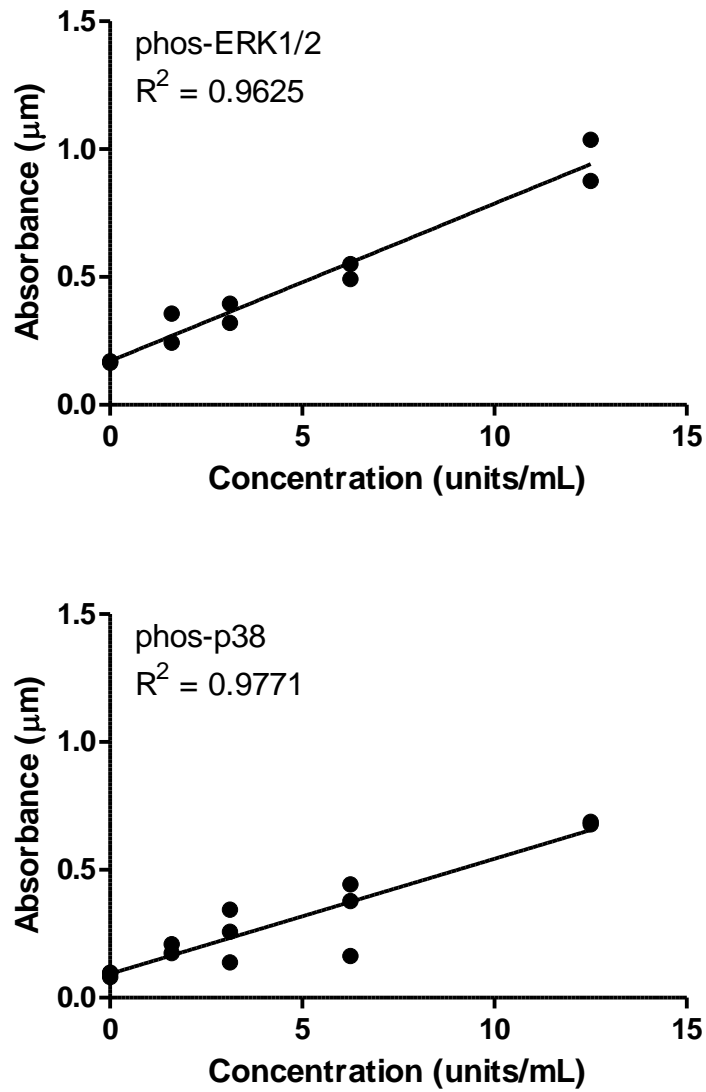 phos-ERK1/2
R² = 0.9625
Absorbance (µm)
1.5
1.0
0.5
0.0
0 5 10 15
Concentration (units/mL)
phos-p38
R² = 0.9771
Absorbance (µm)
1.5
1.0
0.5
0.0
0 5 10 15
Concentration (units/mL)